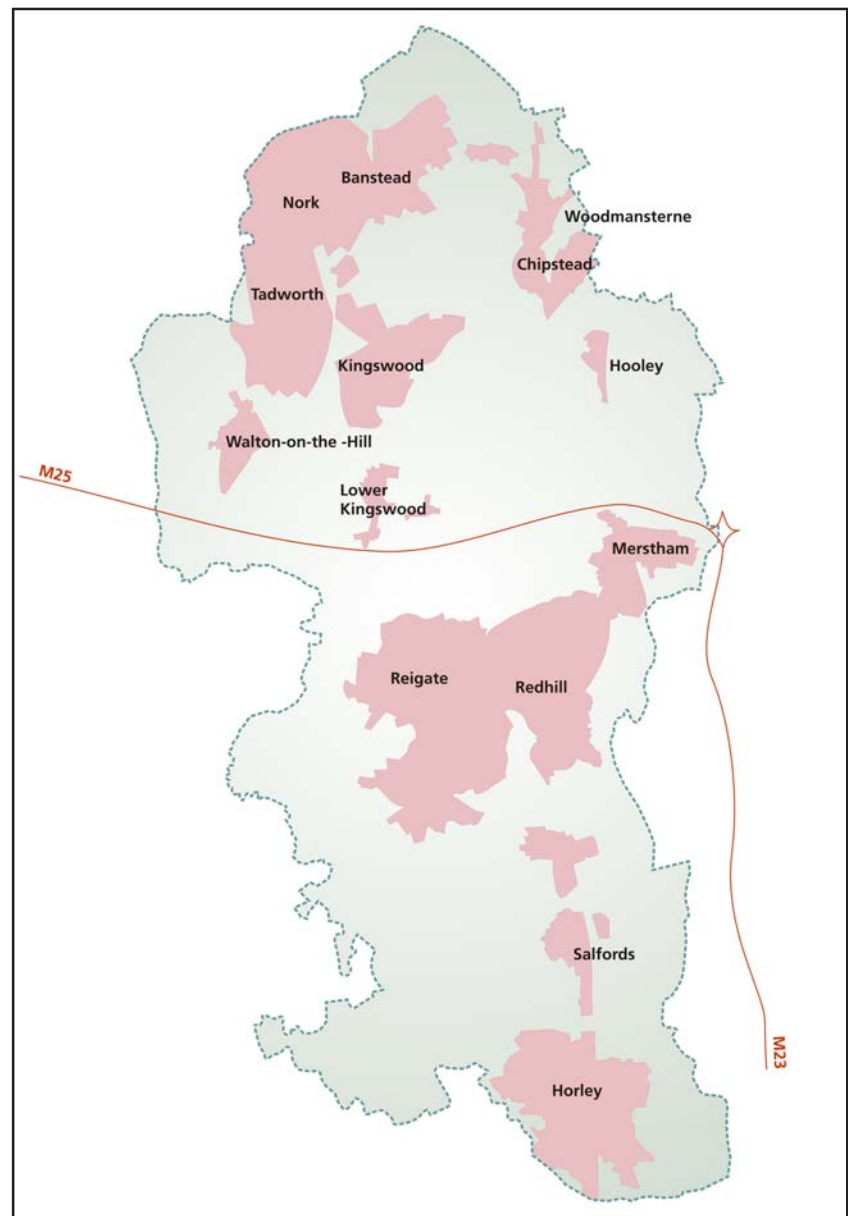 Banstead
Nork
Woodmansterne
Chipstead
Tadworth
Kingswood
Hooley
Walton-on-the -Hill
M25
Lower
Kingswood
Merstham
Reigate
Redhill
Salfords
M23
Horley